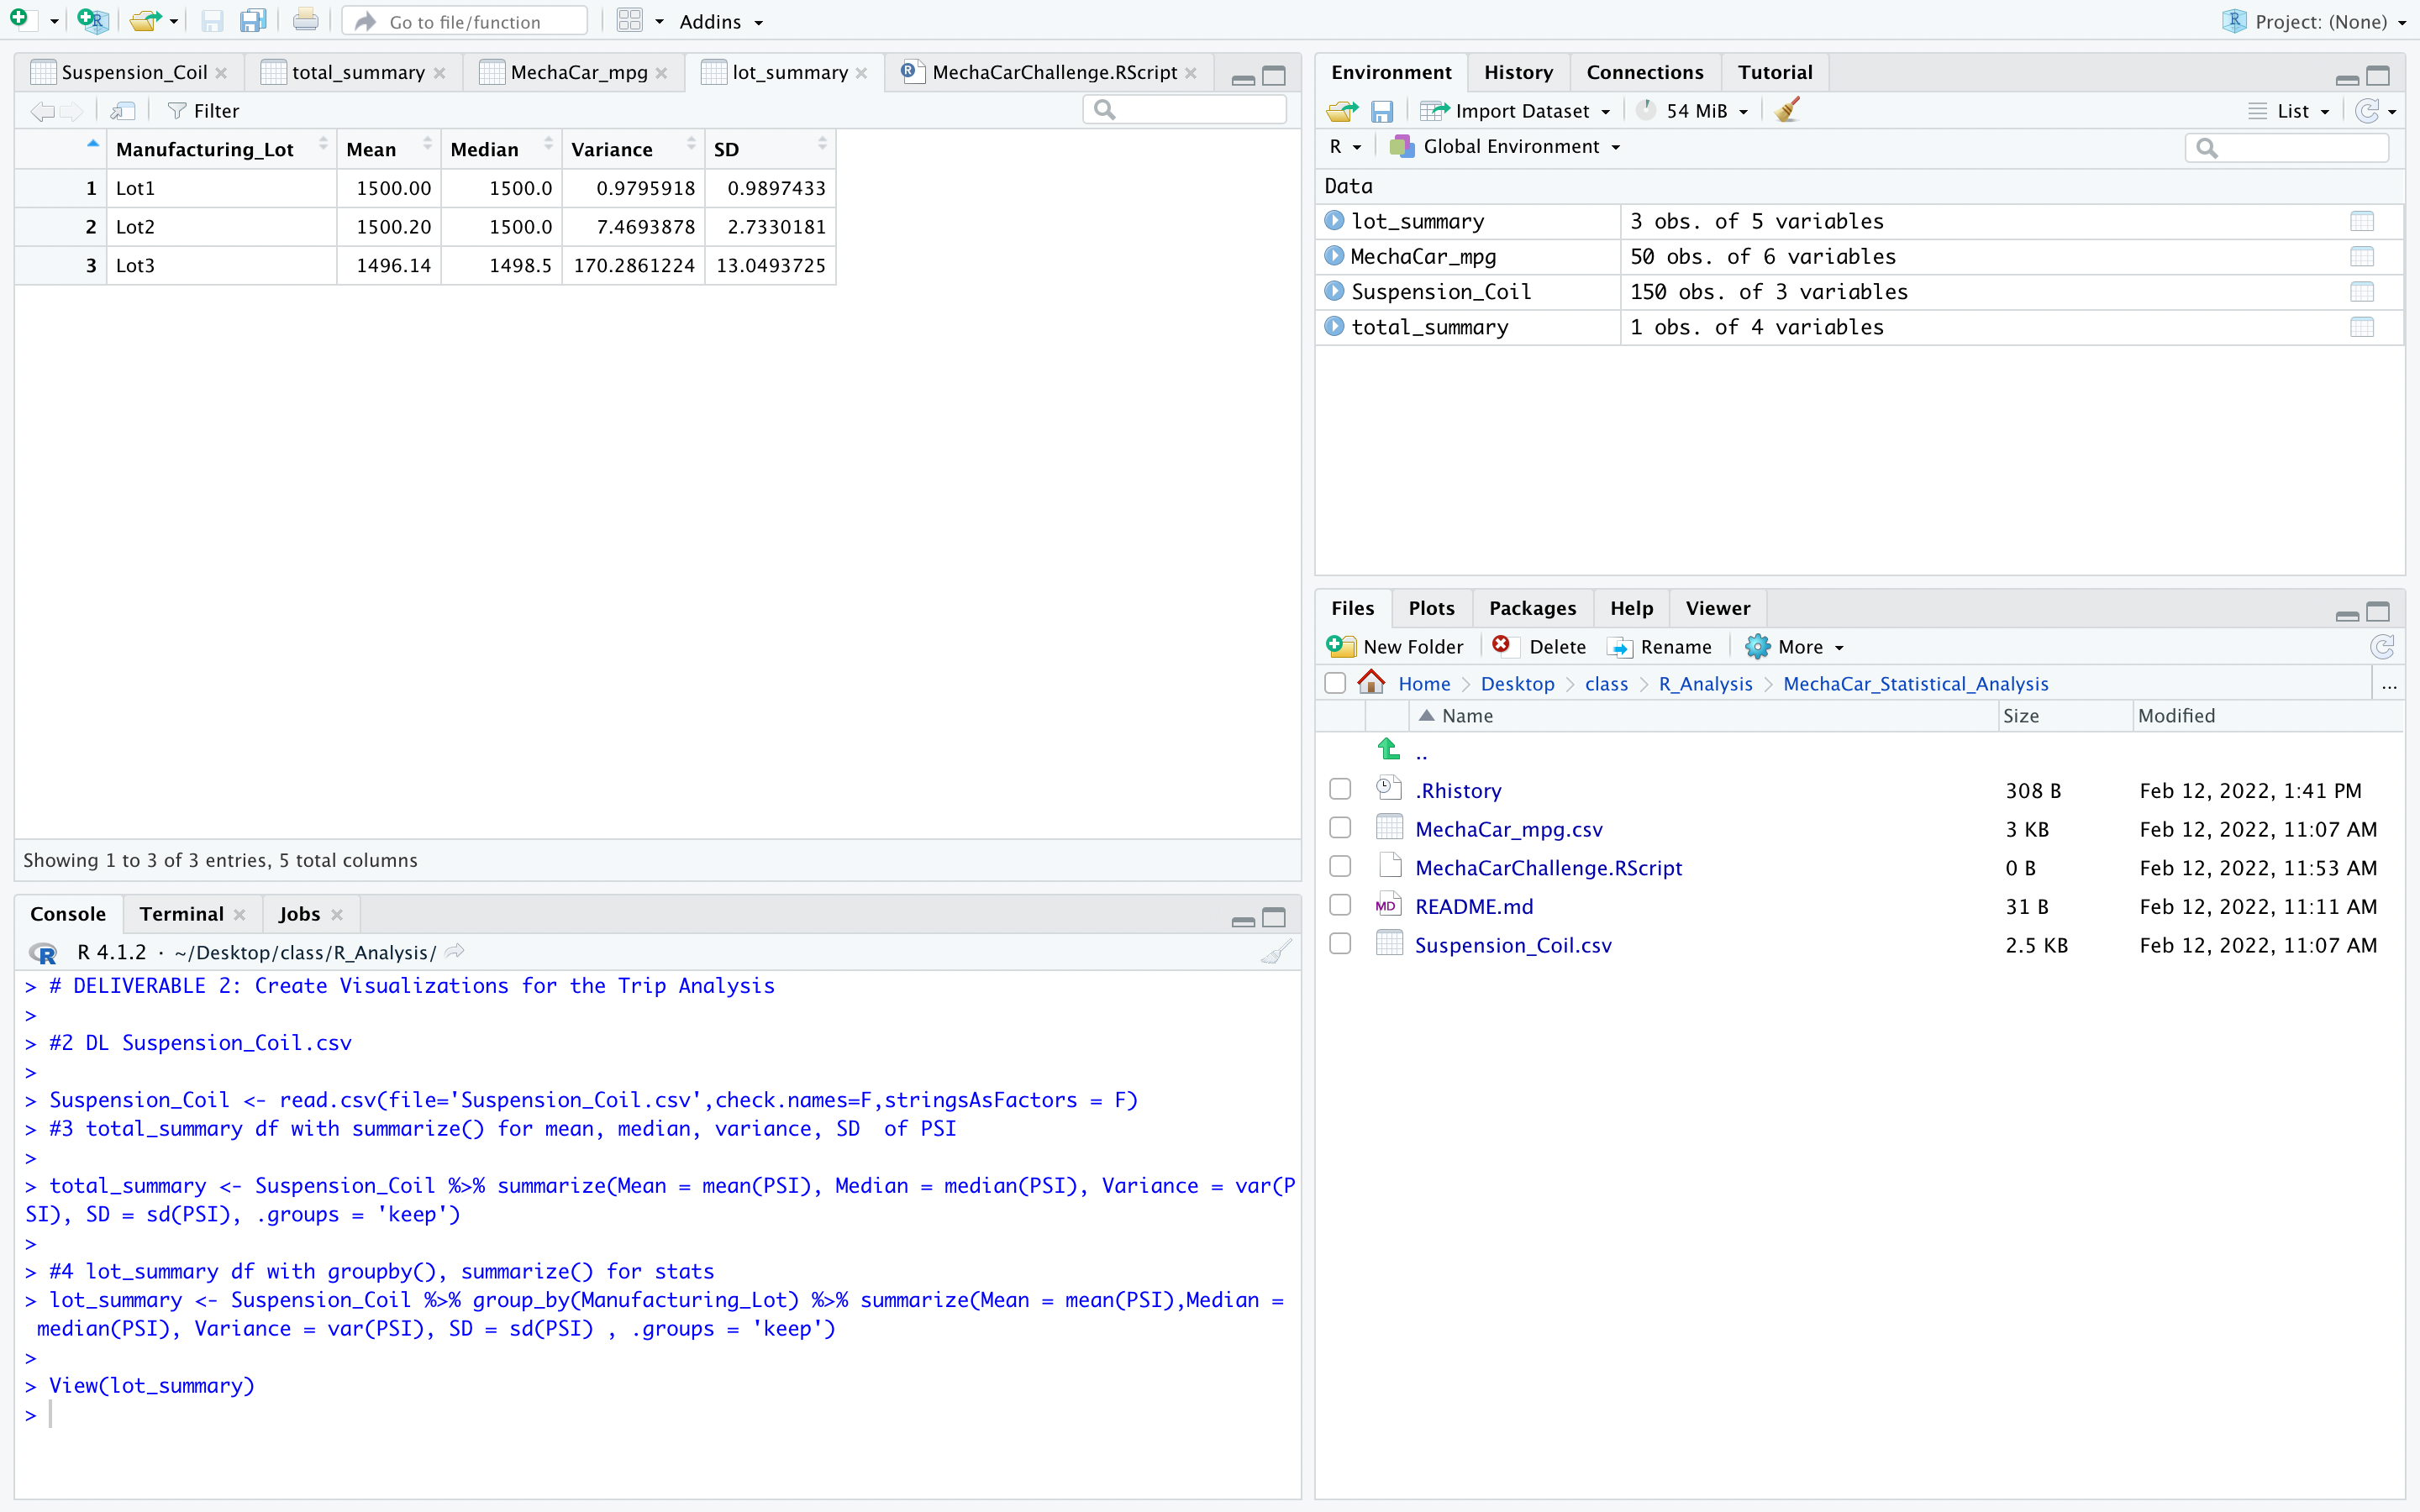 Go to file/function
Addins
Project: (None)
Suspension_Coil
total_summary
MechaCar_mpg
lot_summary
MechaCarChallenge.RScript
Filter
Manufacturing_Lot Mean Median Variance SD
1 Lot1 1500.00 1500.0 0.9795918 0.9897433
2 Lot2 1500.20 1500.0 7.4693878 2.7330181
3 Lot3 1496.14 1498.5 170.2861224 13.0493725
Showing 1 to 3 of 3 entries, 5 total columns
Console Terminal Jobs
R 4.1.2 · ~/Desktop/class/R_Analysis/
> # DELIVERABLE 2: Create Visualizations for the Trip Analysis
>
> #2 DL Suspension_Coil.csv
>
> Suspension_Coil <- read.csv(file='Suspension_Coil.csv',check.names=F,stringsAsFactors = F)
> #3 total_summary df with summarize() for mean, median, variance, SD  of PSI
>
> total_summary <- Suspension_Coil %>% summarize(Mean = mean(PSI), Median = median(PSI), Variance = var(P
SI), SD = sd(PSI), .groups = 'keep')
>
> #4 lot_summary df with groupby(), summarize() for stats
> lot_summary <- Suspension_Coil %>% group_by(Manufacturing_Lot) %>% summarize(Mean = mean(PSI),Median =
 median(PSI), Variance = var(PSI), SD = sd(PSI) , .groups = 'keep')
>
> View(lot_summary)
>
Environment History Connections Tutorial
Import Dataset 54 MiB List
R Global Environment
Data
lot_summary 3 obs. of 5 variables
MechaCar_mpg 50 obs. of 6 variables
Suspension_Coil 150 obs. of 3 variables
total_summary 1 obs. of 4 variables
Files Plots Packages Help Viewer
New Folder Delete Rename More
Home Desktop class R_Analysis MechaCar_Statistical_Analysis ...
Name Size Modified
..
.Rhistory 308 B Feb 12, 2022, 1:41 PM
MechaCar_mpg.csv 3 KB Feb 12, 2022, 11:07 AM
MechaCarChallenge.RScript 0 B Feb 12, 2022, 11:53 AM
MD README.md 31 B Feb 12, 2022, 11:11 AM
Suspension_Coil.csv 2.5 KB Feb 12, 2022, 11:07 AM